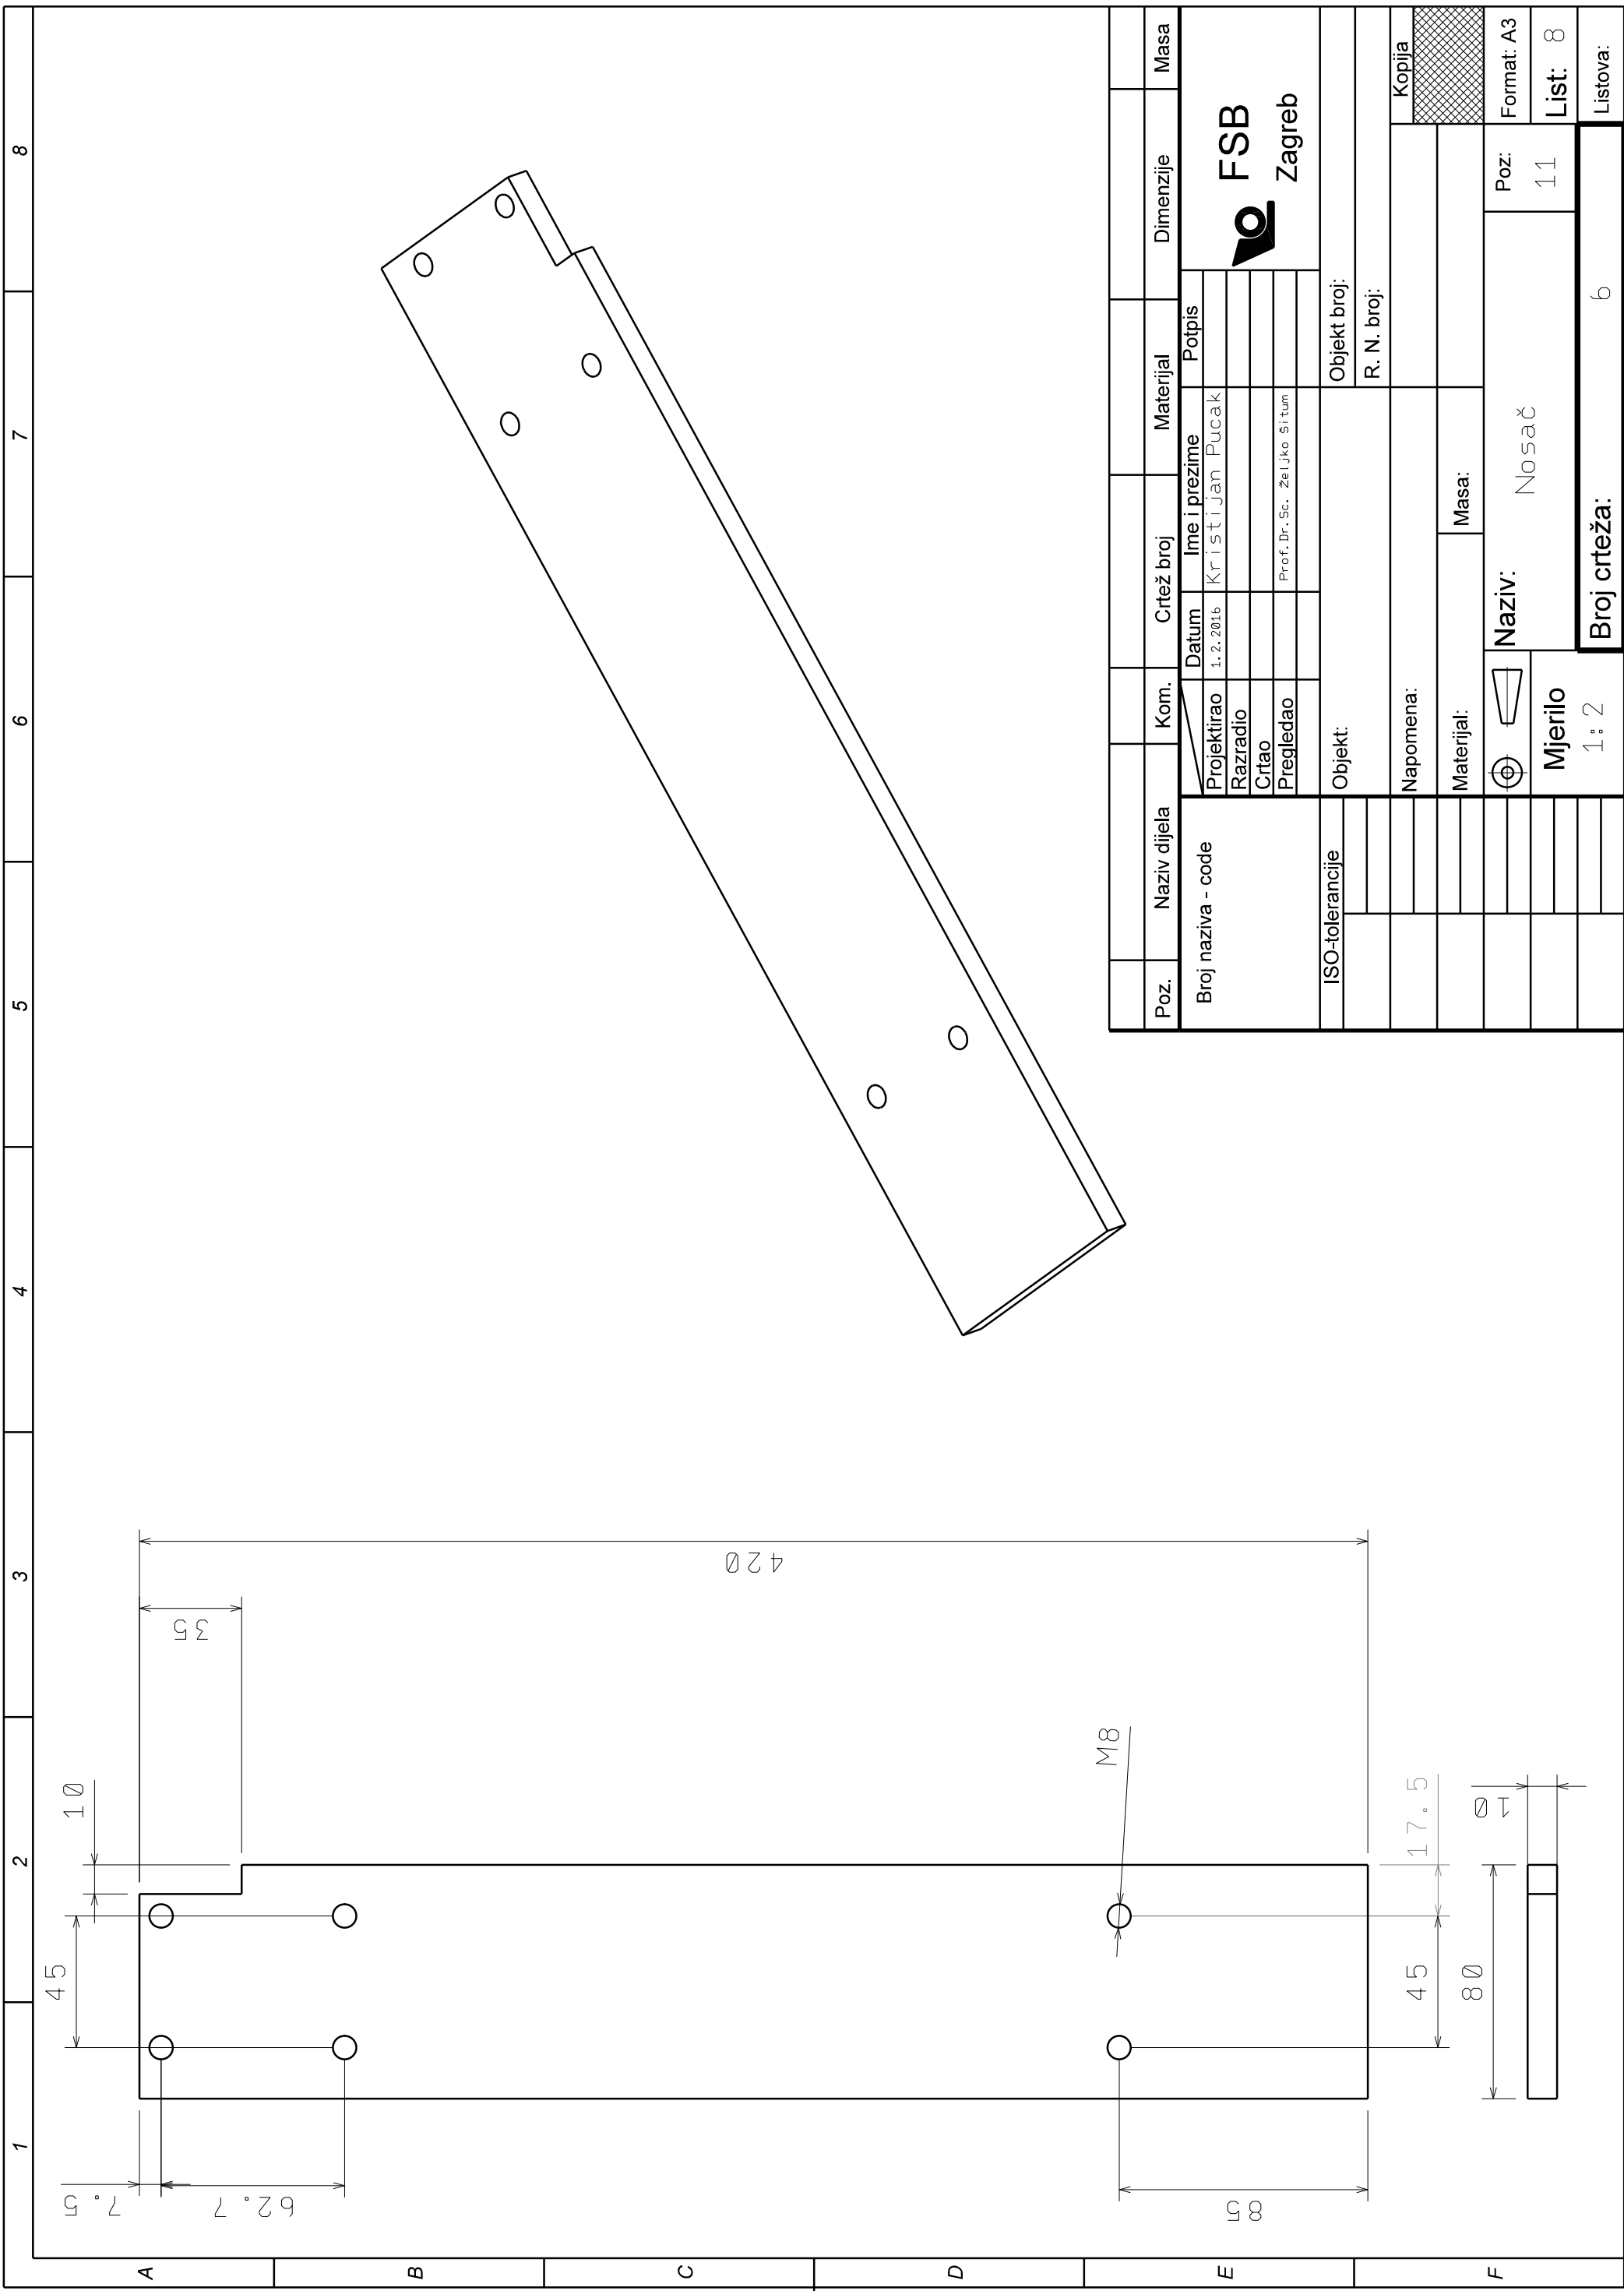 1 2 3 4 5 6 7 8
A
B
C
D
E
F
45
10
35
420
7.5
62.7
85
M8
17.5
45
80
10
Poz. Naziv dijela Kom. Crtež broj Materijal Dimenzije Masa
Broj naziva - code
Datum Ime i prezime Potpis
Projektirao 1.2.2016 Kristijan Pucak
Razradio
Crtao
Pregledao Prof.Dr.Sc. Željko Šitum
FSB
Zagreb
ISO-tolerancije
Objekt: Objekt broj:
R. N. broj:
Napomena: Kopija
Materijal: Masa:
Naziv: Nosač Poz: 11 Format: A3
Mjerilo 1:2 List: 8
Broj crteža: 6 Listova: